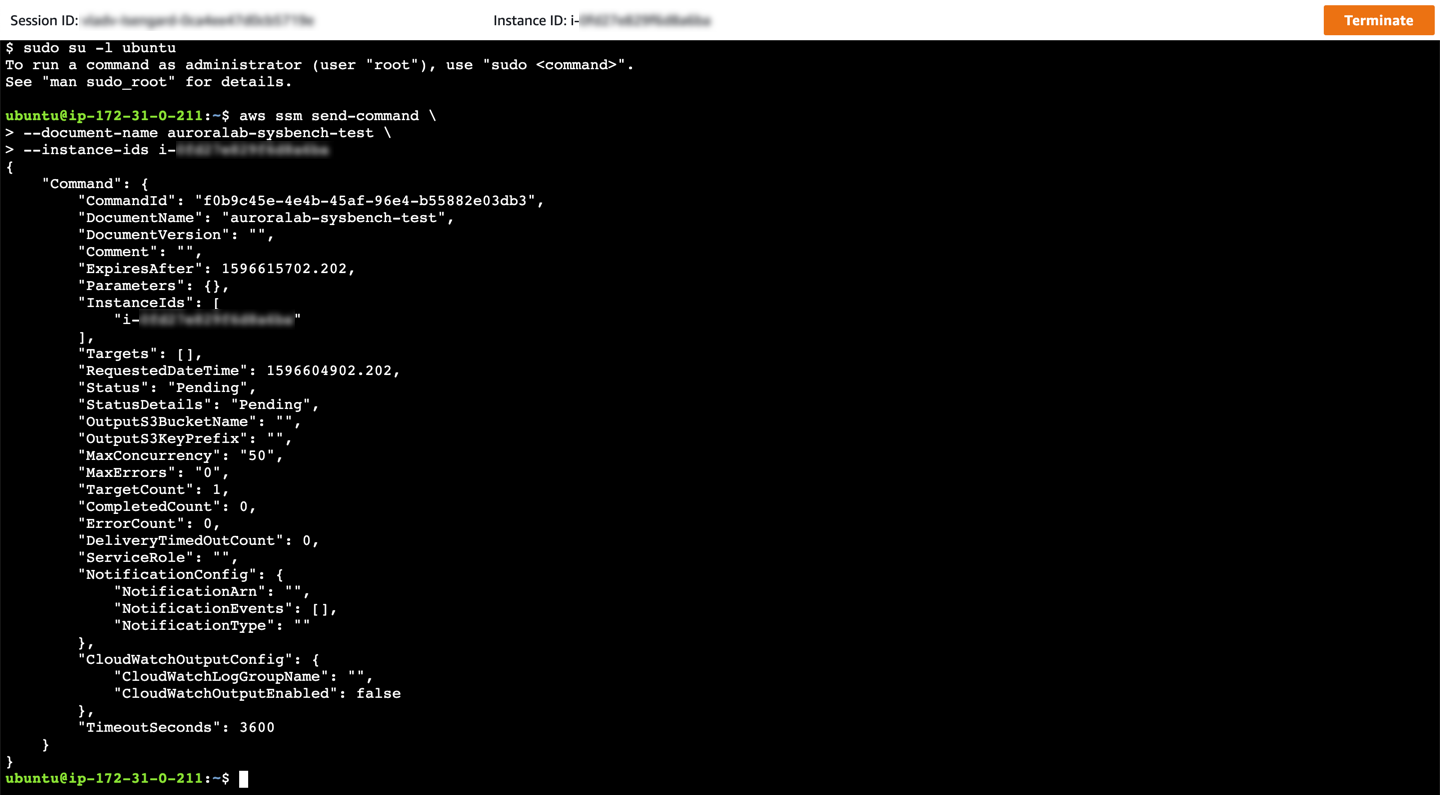 Session ID:
Instance ID: i-
Terminate
$ sudo su -l ubuntu
To run a command as administrator (user "root"), use "sudo <command>".
See "man sudo_root" for details.
ubuntu@ip-172-31-0-211:~$ aws ssm send-command \
> --document-name auroralab-sysbench-test \
> --instance-ids i-
{
    "Command": {
        "CommandId": "f0b9c45e-4e4b-45af-96e4-b55882e03db3",
        "DocumentName": "auroralab-sysbench-test",
        "DocumentVersion": "",
        "Comment": "",
        "ExpiresAfter": 1596615702.202,
        "Parameters": {},
        "InstanceIds": [
            "i-"
        ],
        "Targets": [],
        "RequestedDateTime": 1596604902.202,
        "Status": "Pending",
        "StatusDetails": "Pending",
        "OutputS3BucketName": "",
        "OutputS3KeyPrefix": "",
        "MaxConcurrency": "50",
        "MaxErrors": "0",
        "TargetCount": 1,
        "CompletedCount": 0,
        "ErrorCount": 0,
        "DeliveryTimedOutCount": 0,
        "ServiceRole": "",
        "NotificationConfig": {
            "NotificationArn": "",
            "NotificationEvents": [],
            "NotificationType": ""
        },
        "CloudWatchOutputConfig": {
            "CloudWatchLogGroupName": "",
            "CloudWatchOutputEnabled": false
        },
        "TimeoutSeconds": 3600
    }
}
ubuntu@ip-172-31-0-211:~$